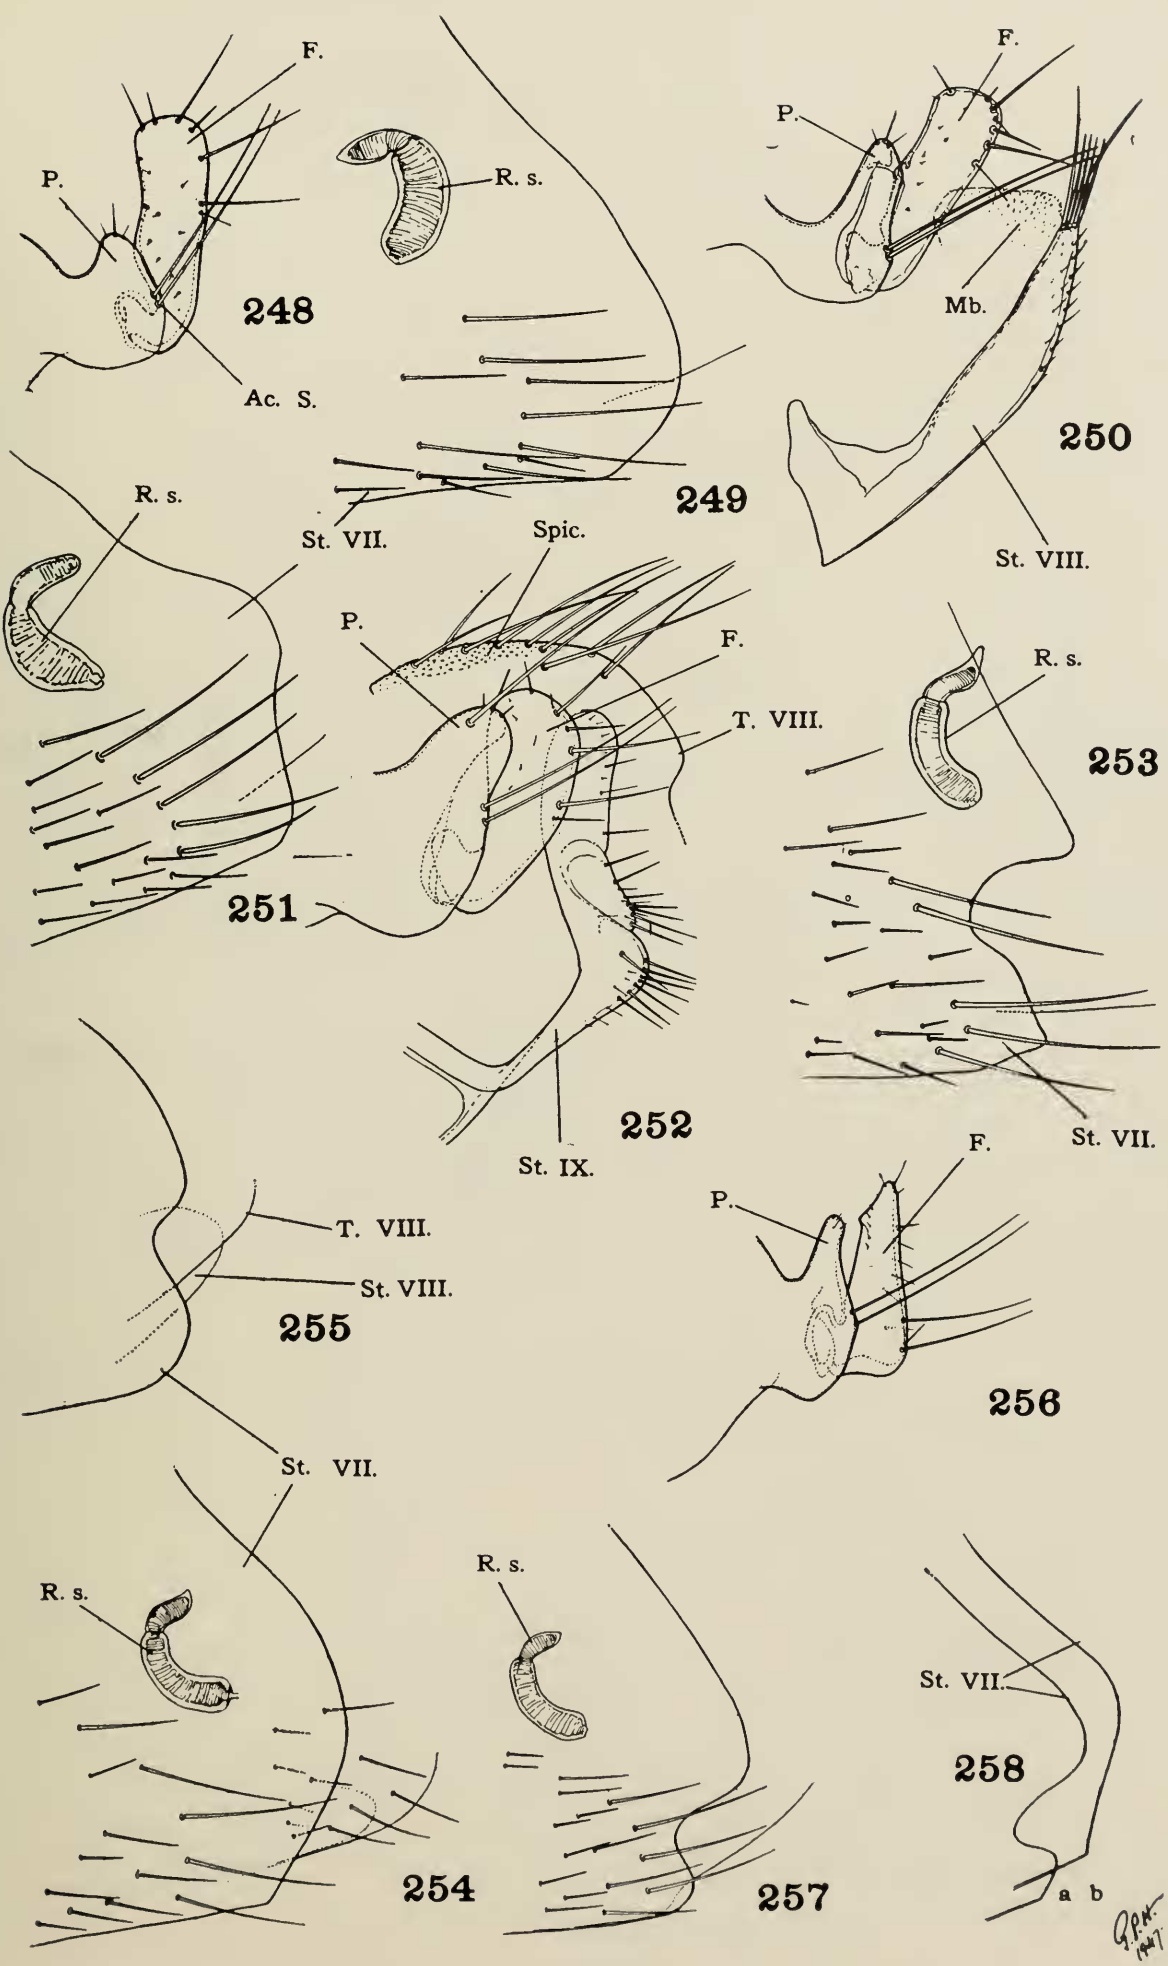 F.
P.
R. s.
248
Ac. S.
249
F.
P.
Mb.
250
St. VIII.
R. s.
St. VII.
251
Spic.
P.
F.
T. VIII.
252
St. IX.
R. s.
253
St. VII.
T. VIII.
St. VIII.
255
St. VII.
F.
P.
256
R. s.
254
R. s.
257
St. VII.
258
a b
G.P.H.
1947.